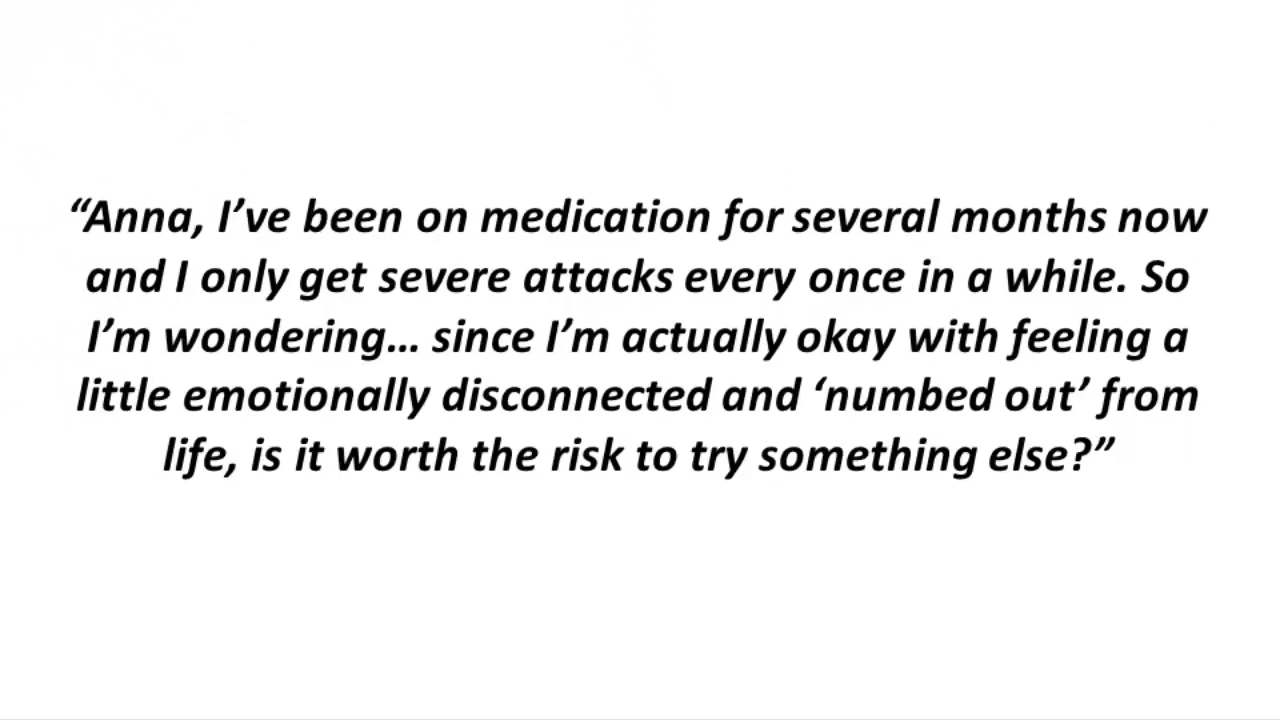 “Anna, I’ve been on medication for several months now
and I only get severe attacks every once in a while. So
I’m wondering... since I’m actually okay with feeling a
little emotionally disconnected and ‘numbed out’ from
life, is it worth the risk to try something else?”